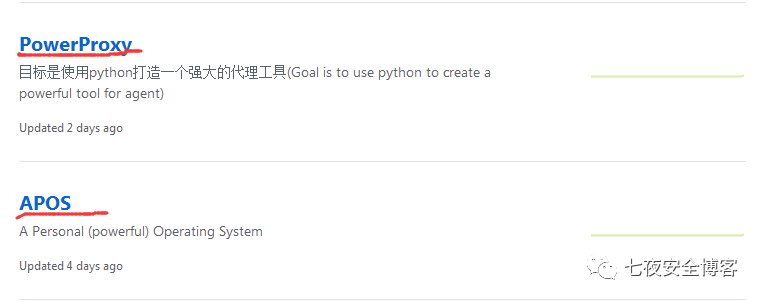 PowerProxy
目标是使用python打造一个强大的代理工具(Goal is to use python to create a
powerful tool for agent)
Updated 2 days ago
APOS
A Personal (powerful) Operating System
Updated 4 days ago
七夜安全博客